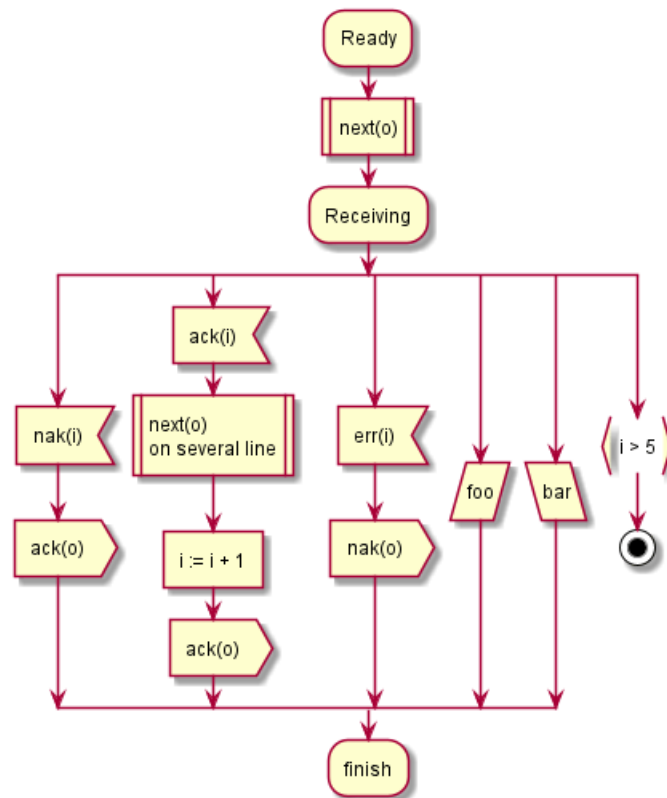 Ready
next(o)
Receiving
nak(i)
ack(o)
ack(i)
next(o)
on several line
i := i + 1
ack(o)
err(i)
nak(o)
foo
bar
i > 5
finish